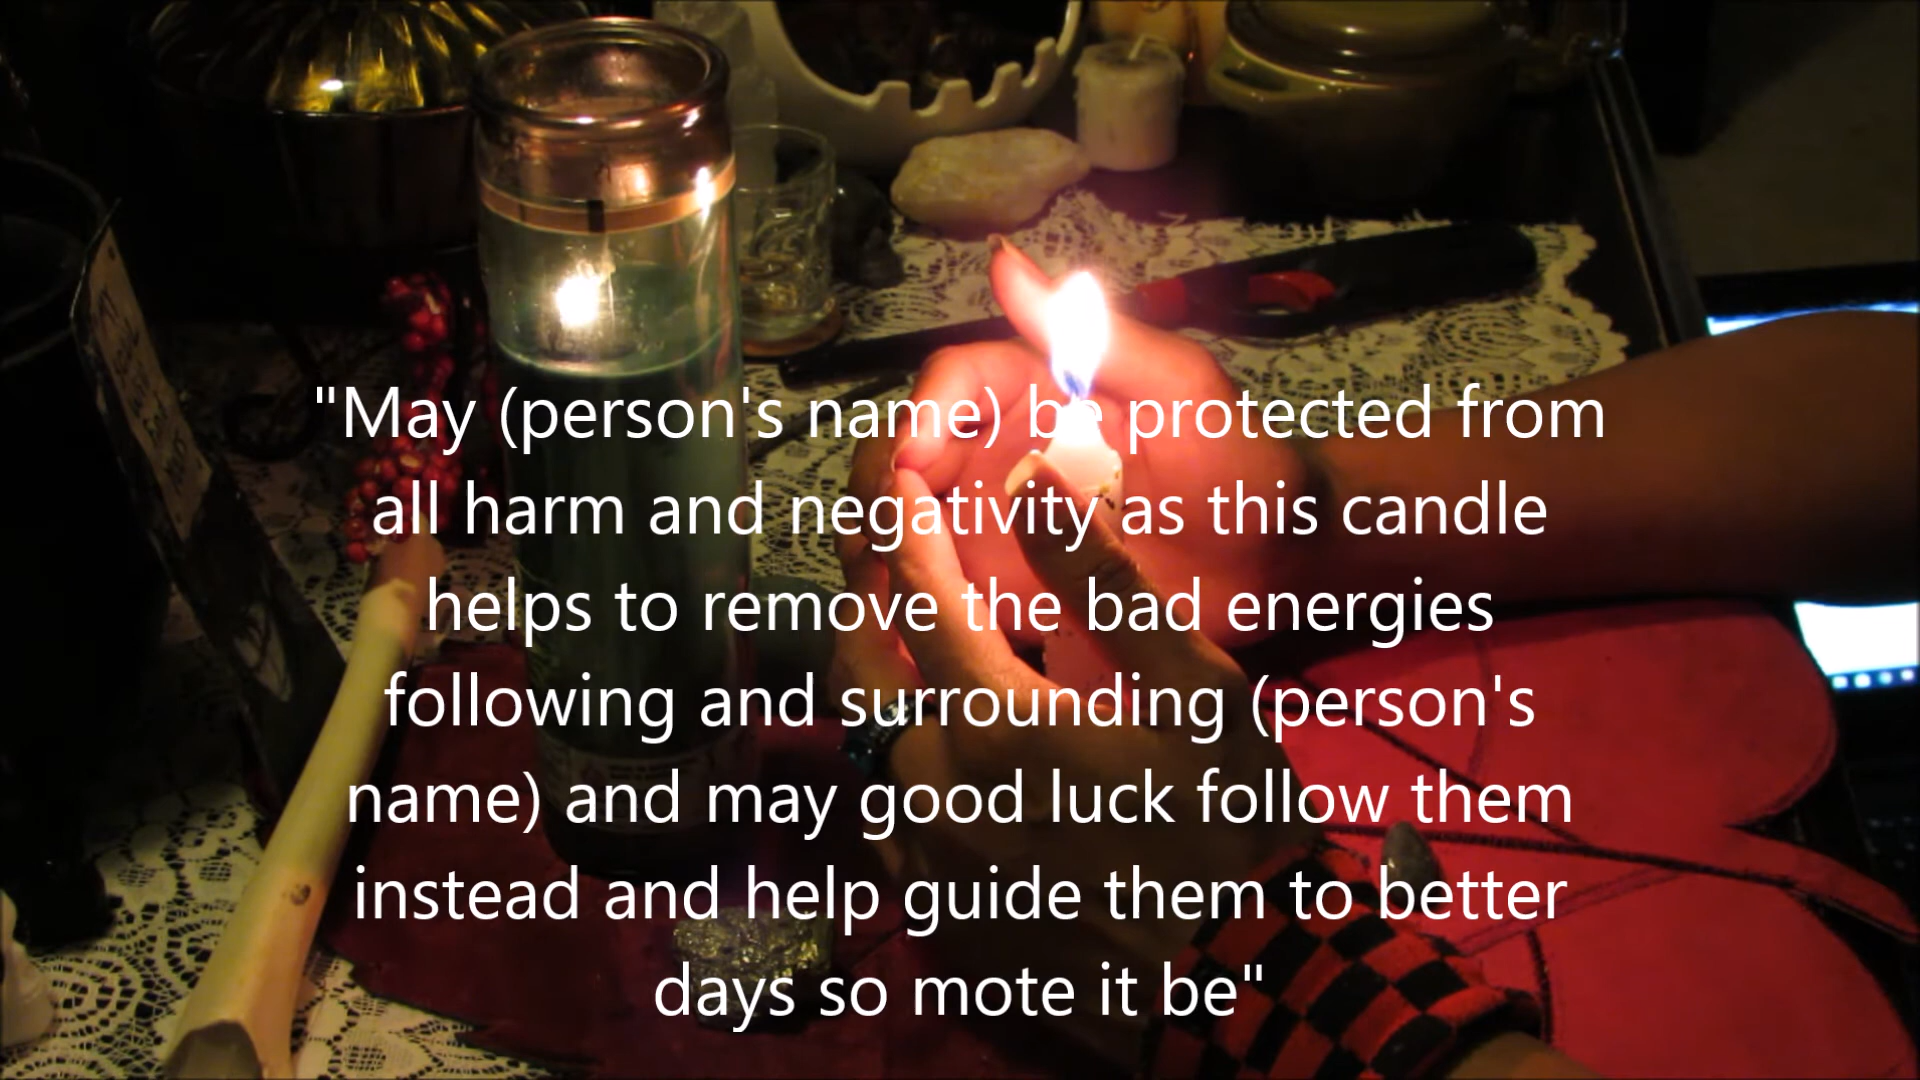 "May (person's name) be protected from
all harm and negativity as this candle
helps to remove the bad energies
following and surrounding (person's
name) and may good luck follow them
instead and help guide them to better
days so mote it be"